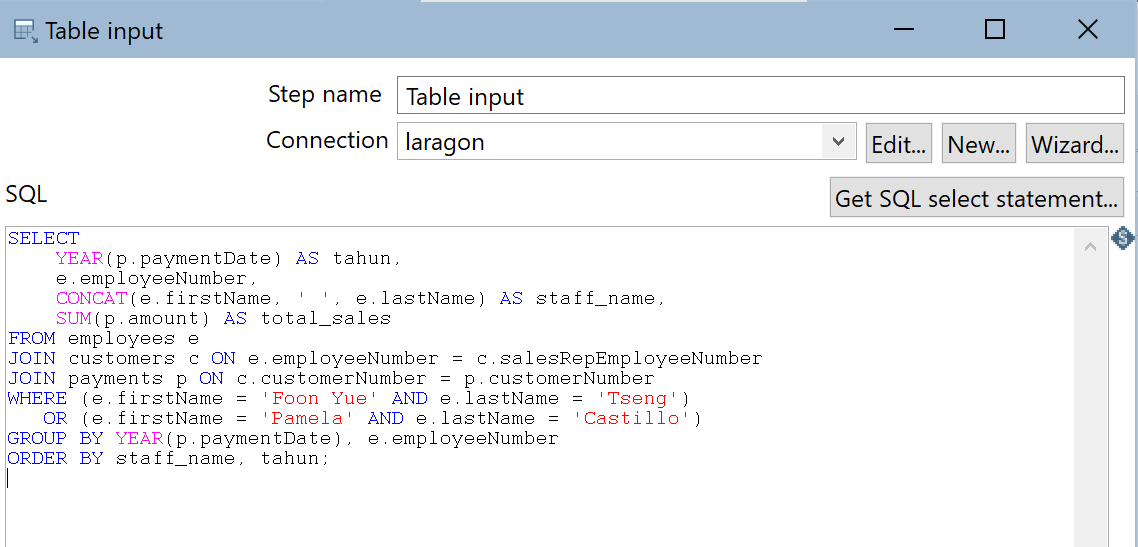 Table input
Step name Table input
Connection laragon Edit... New... Wizard...
SQL Get SQL select statement...
SELECT
    YEAR(p.paymentDate) AS tahun,
    e.employeeNumber,
    CONCAT(e.firstName, ' ', e.lastName) AS staff_name,
    SUM(p.amount) AS total_sales
FROM employees e
JOIN customers c ON e.employeeNumber = c.salesRepEmployeeNumber
JOIN payments p ON c.customerNumber = p.customerNumber
WHERE (e.firstName = 'Foon Yue' AND e.lastName = 'Tseng')
   OR (e.firstName = 'Pamela' AND e.lastName = 'Castillo')
GROUP BY YEAR(p.paymentDate), e.employeeNumber
ORDER BY staff_name, tahun;